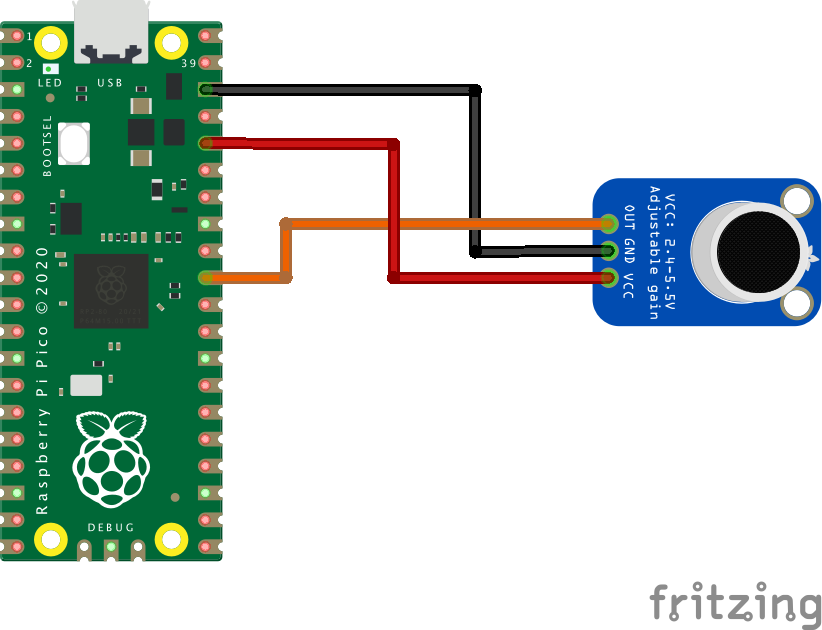 1
2
39
LED
USB
BOOTSEL
Raspberry Pi Pico ©2020
DEBUG
OUT
GND
VCC
VCC: 2.4-5.5V
Adjustable gain
fritzing